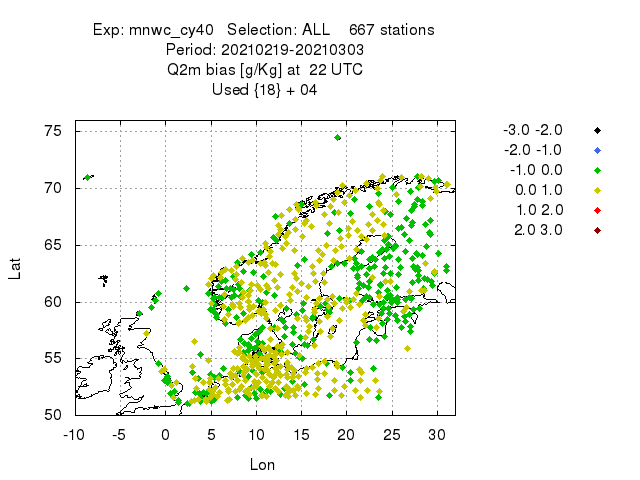 Exp: mnwc_cy40   Selection: ALL    667 stations
Period: 20210219-20210303
Q2m bias [g/Kg] at  22 UTC
Used {18} + 04
-3.0 -2.0
-2.0 -1.0
-1.0 0.0
0.0 1.0
1.0 2.0
2.0 3.0
75
70
65
60
55
50
Lat
-10 -5 0 5 10 15 20 25 30
Lon